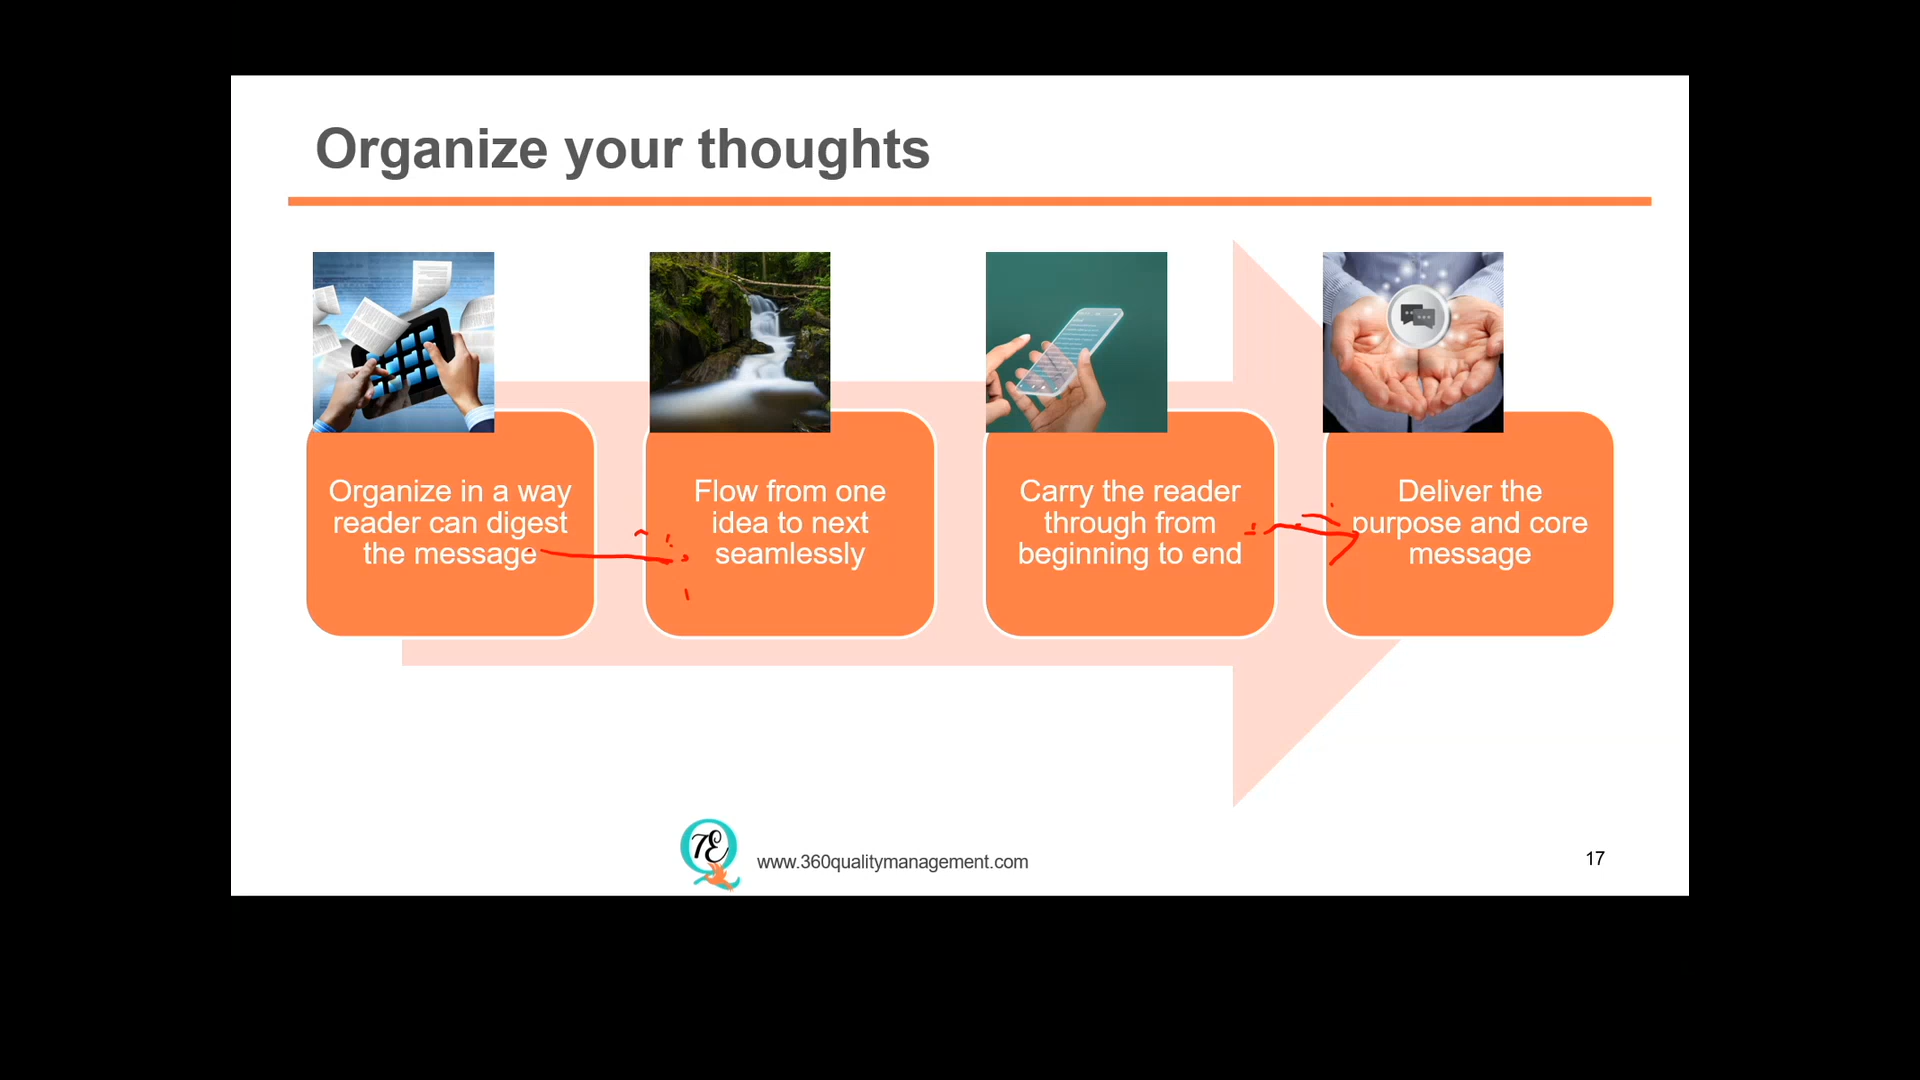 Organize your thoughts
Organize in a way
reader can digest
the message
Flow from one
idea to next
seamlessly
Carry the reader
through from
beginning to end
Deliver the
purpose and core
message
www.360qualitymanagement.com
17